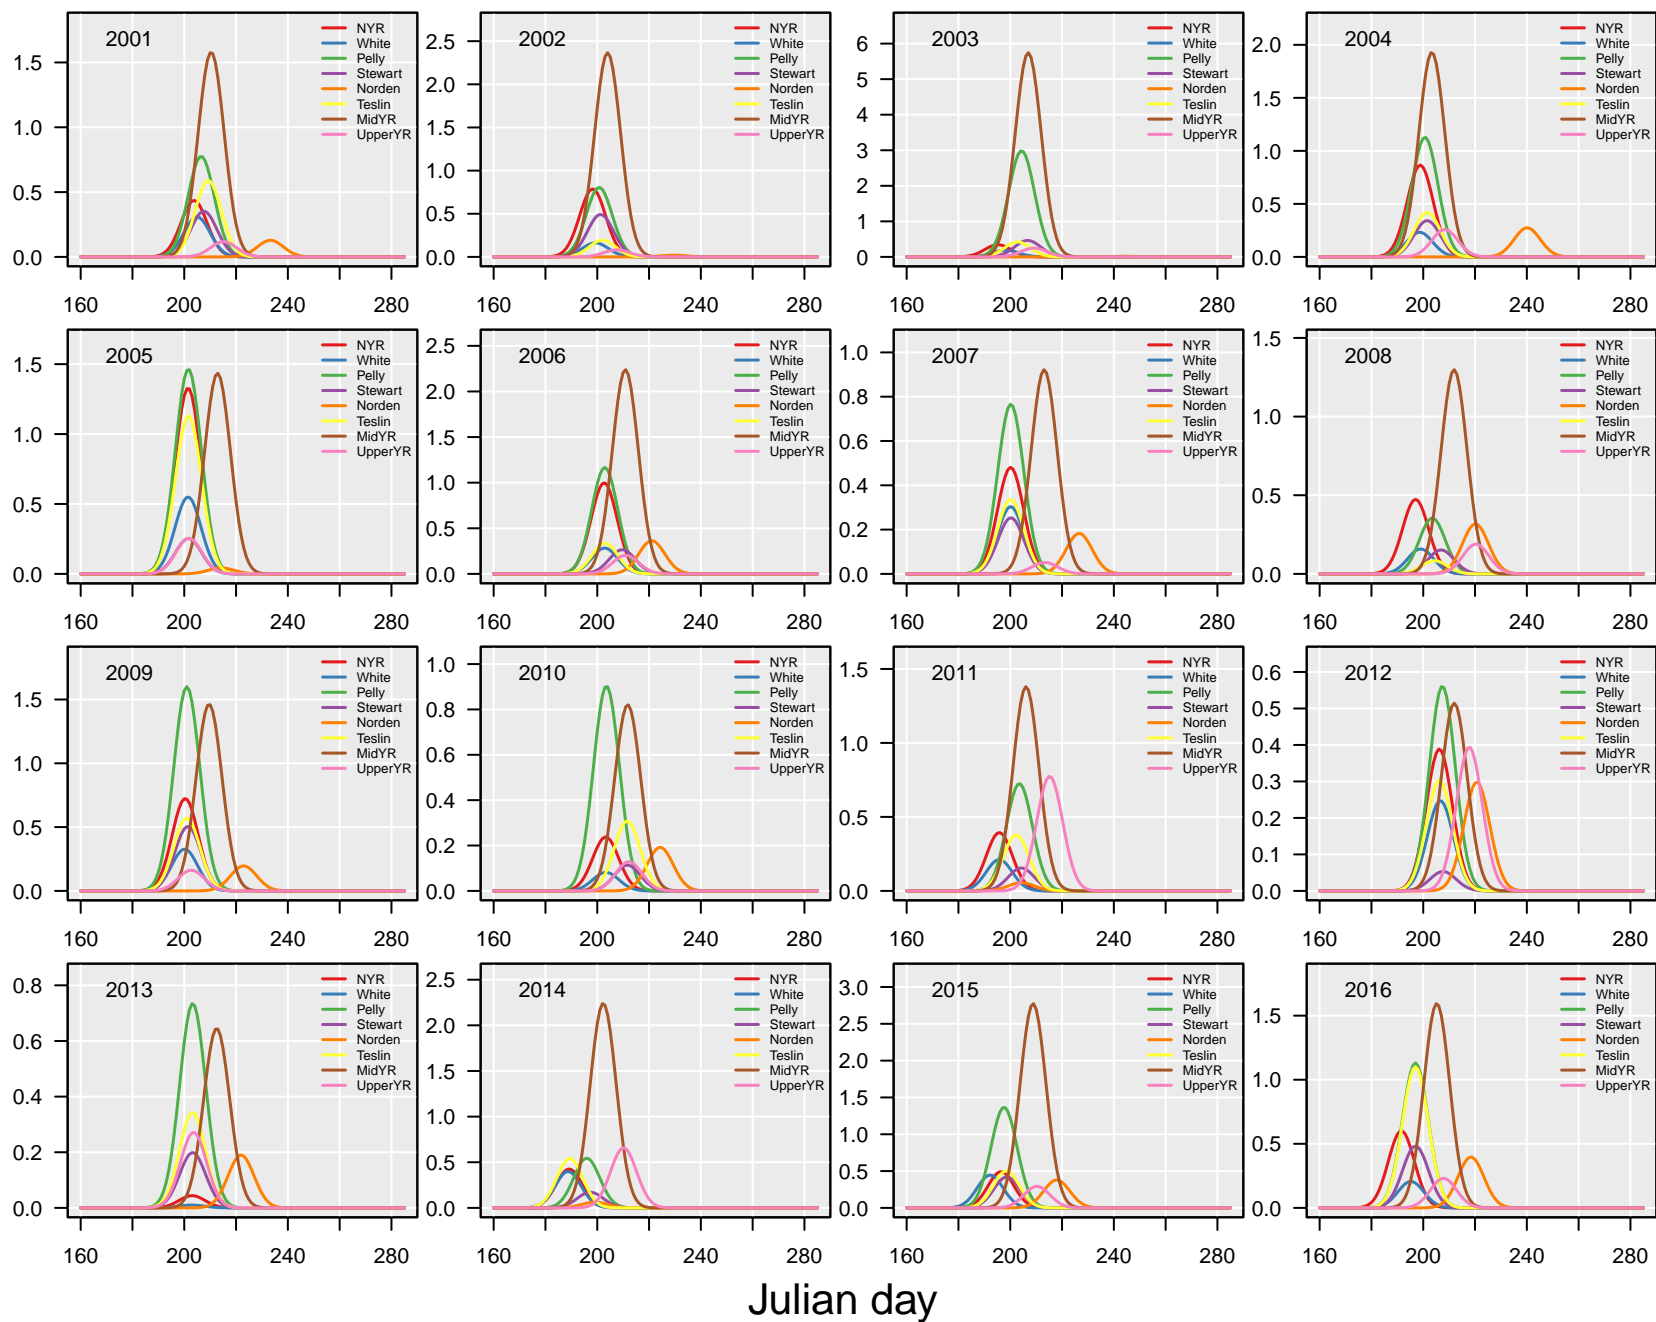 2001
NYR
White
Pelly
Stewart
Norden
Teslin
MidYR
UpperYR
1.5
1.0
0.5
0.0
160 200 240 280
2002
NYR
White
Pelly
Stewart
Norden
Teslin
MidYR
UpperYR
2.5
2.0
1.5
1.0
0.5
0.0
160 200 240 280
2003
NYR
White
Pelly
Stewart
Norden
Teslin
MidYR
UpperYR
6
5
4
3
2
1
0
160 200 240 280
2004
NYR
White
Pelly
Stewart
Norden
Teslin
MidYR
UpperYR
2.0
1.5
1.0
0.5
0.0
160 200 240 280
2005
NYR
White
Pelly
Stewart
Norden
Teslin
MidYR
UpperYR
1.5
1.0
0.5
0.0
160 200 240 280
2006
NYR
White
Pelly
Stewart
Norden
Teslin
MidYR
UpperYR
2.5
2.0
1.5
1.0
0.5
0.0
160 200 240 280
2007
NYR
White
Pelly
Stewart
Norden
Teslin
MidYR
UpperYR
1.0
0.8
0.6
0.4
0.2
0.0
160 200 240 280
2008
NYR
White
Pelly
Stewart
Norden
Teslin
MidYR
UpperYR
1.5
1.0
0.5
0.0
160 200 240 280
2009
NYR
White
Pelly
Stewart
Norden
Teslin
MidYR
UpperYR
1.5
1.0
0.5
0.0
160 200 240 280
2010
NYR
White
Pelly
Stewart
Norden
Teslin
MidYR
UpperYR
1.0
0.8
0.6
0.4
0.2
0.0
160 200 240 280
2011
NYR
White
Pelly
Stewart
Norden
Teslin
MidYR
UpperYR
1.5
1.0
0.5
0.0
160 200 240 280
2012
NYR
White
Pelly
Stewart
Norden
Teslin
MidYR
UpperYR
0.6
0.5
0.4
0.3
0.2
0.1
0.0
160 200 240 280
2013
NYR
White
Pelly
Stewart
Norden
Teslin
MidYR
UpperYR
0.8
0.6
0.4
0.2
0.0
160 200 240 280
2014
NYR
White
Pelly
Stewart
Norden
Teslin
MidYR
UpperYR
2.5
2.0
1.5
1.0
0.5
0.0
160 200 240 280
2015
NYR
White
Pelly
Stewart
Norden
Teslin
MidYR
UpperYR
3.0
2.5
2.0
1.5
1.0
0.5
0.0
160 200 240 280
2016
NYR
White
Pelly
Stewart
Norden
Teslin
MidYR
UpperYR
1.5
1.0
0.5
0.0
160 200 240 280
Julian day